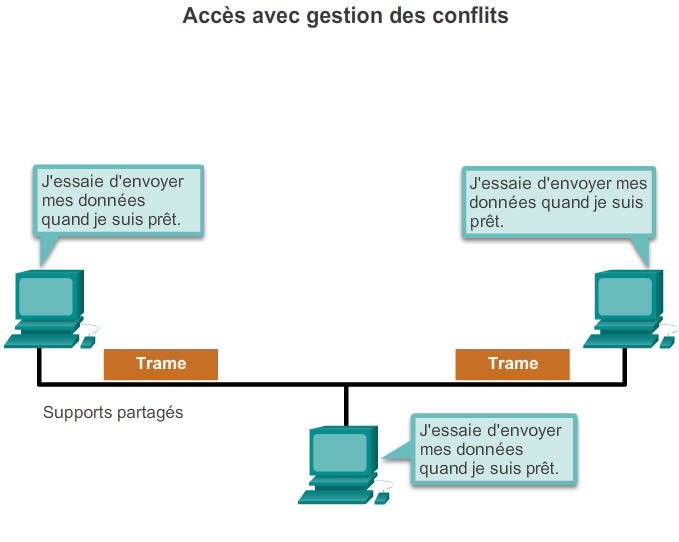 Accès avec gestion des conflits
J'essaie d'envoyer
mes données
quand je suis prêt.
J'essaie d'envoyer mes
données quand je suis
prêt.
Trame
Trame
Supports partagés
J'essaie d'envoyer
mes données
quand je suis prêt.